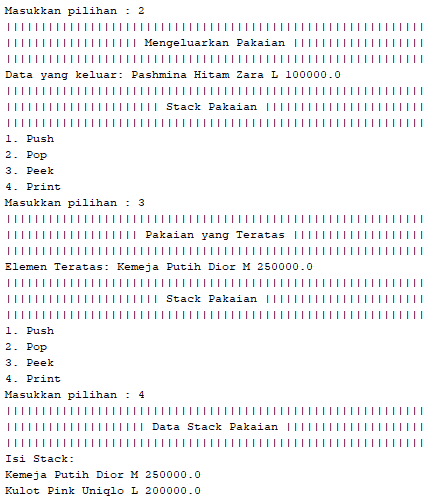 Masukkan pilihan : 2
||||||||||||||||||||||||||||||||||||||||||||||||||||||||||||
||||||||||||||||||| Mengeluarkan Pakaian |||||||||||||||||||
||||||||||||||||||||||||||||||||||||||||||||||||||||||||||||
Data yang keluar: Pashmina Hitam Zara L 100000.0
||||||||||||||||||||||||||||||||||||||||||||||||||||||||||||
|||||||||||||||||||||| Stack Pakaian |||||||||||||||||||||||
||||||||||||||||||||||||||||||||||||||||||||||||||||||||||||
1. Push
2. Pop
3. Peek
4. Print
Masukkan pilihan : 3
||||||||||||||||||||||||||||||||||||||||||||||||||||||||||||
||||||||||||||||||| Pakaian yang Teratas |||||||||||||||||||
||||||||||||||||||||||||||||||||||||||||||||||||||||||||||||
Elemen Teratas: Kemeja Putih Dior M 250000.0
||||||||||||||||||||||||||||||||||||||||||||||||||||||||||||
|||||||||||||||||||||| Stack Pakaian |||||||||||||||||||||||
||||||||||||||||||||||||||||||||||||||||||||||||||||||||||||
1. Push
2. Pop
3. Peek
4. Print
Masukkan pilihan : 4
||||||||||||||||||||||||||||||||||||||||||||||||||||||||||||
|||||||||||||||||||| Data Stack Pakaian ||||||||||||||||||||
||||||||||||||||||||||||||||||||||||||||||||||||||||||||||||
Isi Stack:
Kemeja Putih Dior M 250000.0
Kulot Pink Uniqlo L 200000.0